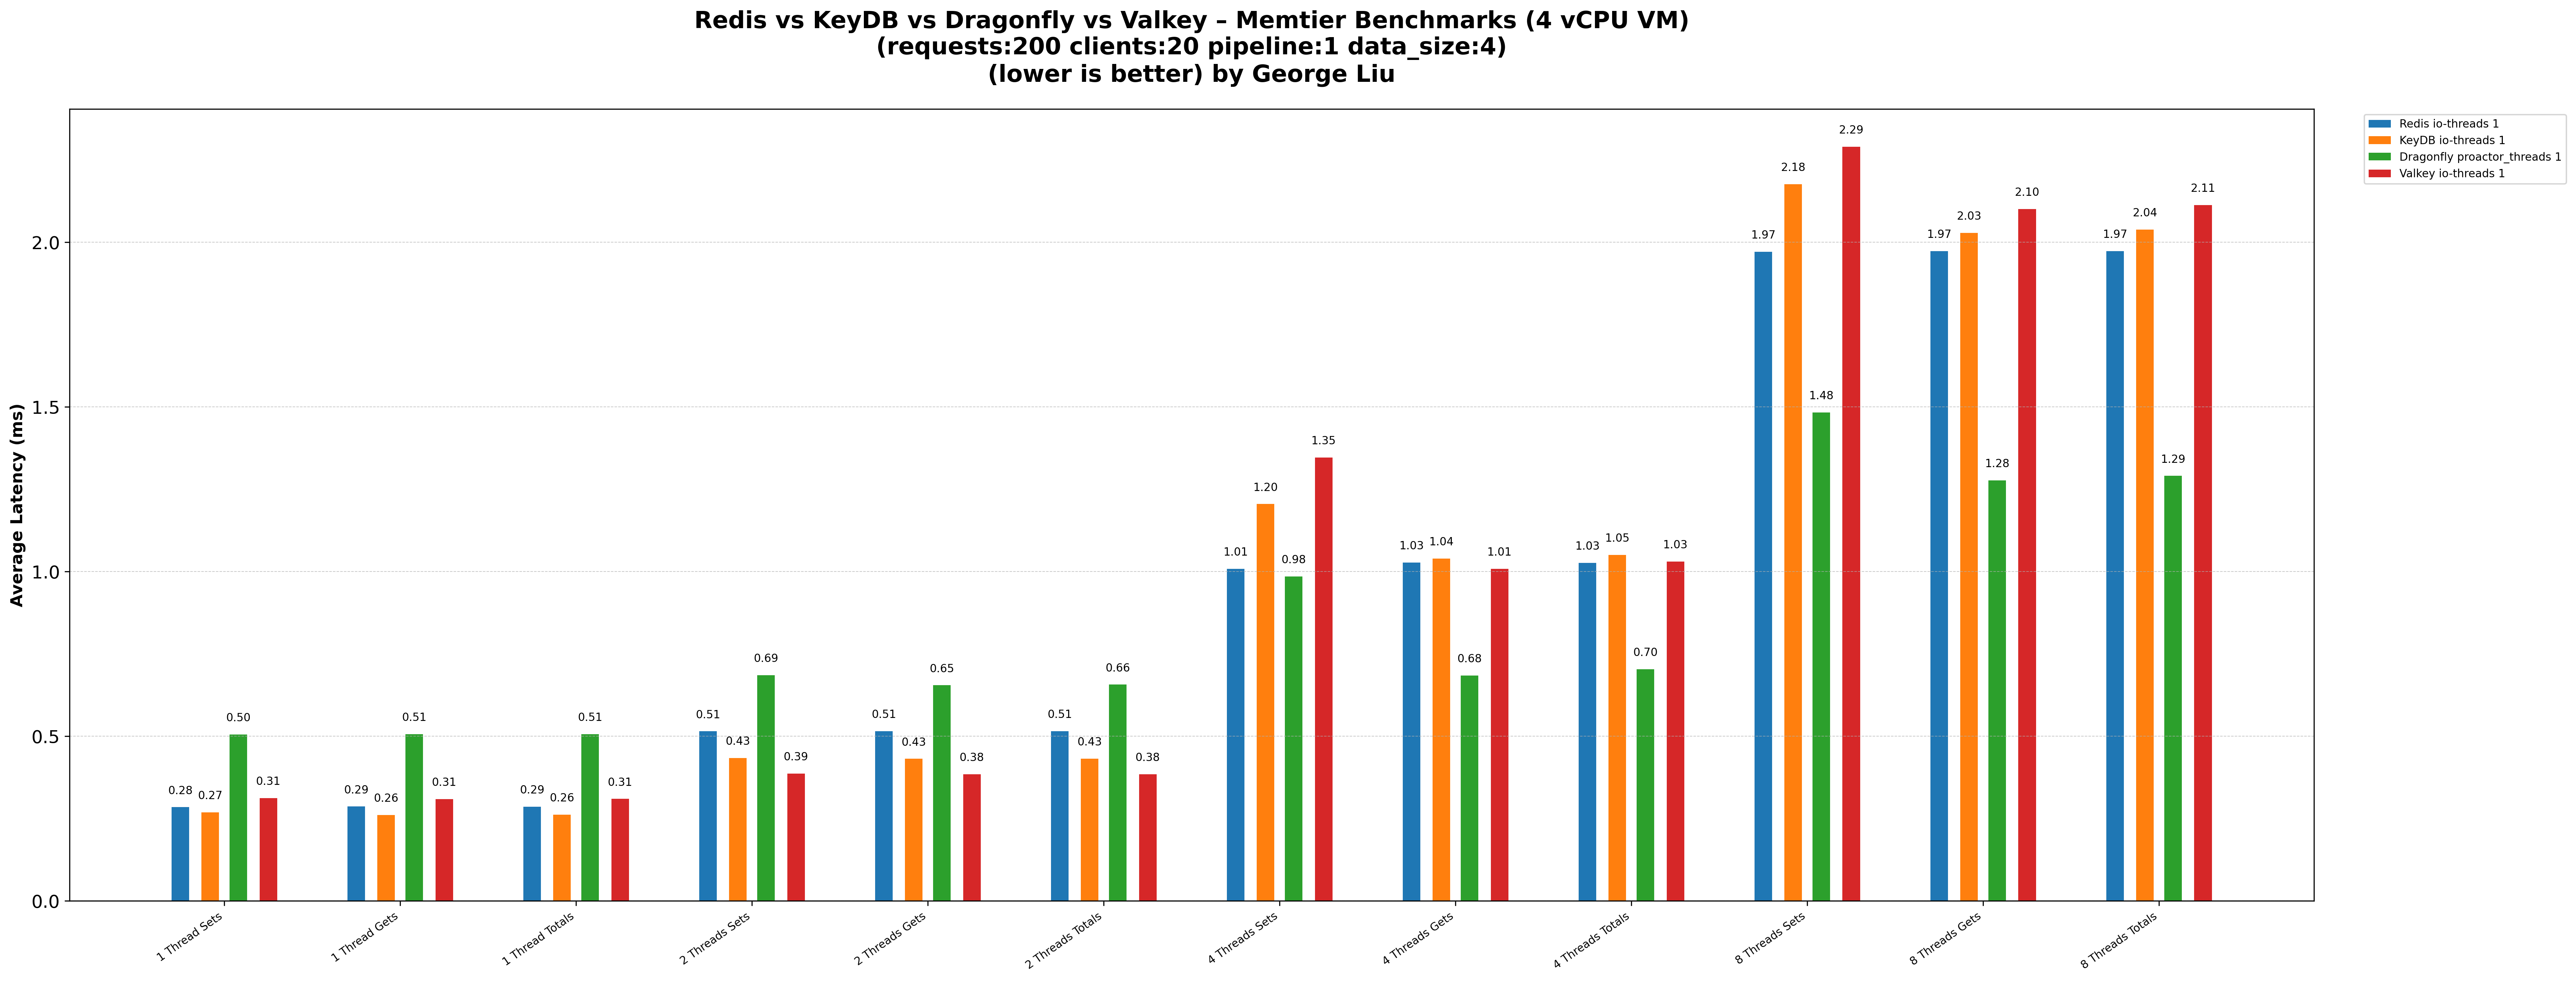 Redis vs KeyDB vs Dragonfly vs Valkey – Memtier Benchmarks (4 vCPU VM)
(requests:200 clients:20 pipeline:1 data_size:4)
(lower is better) by George Liu
Redis io-threads 1
KeyDB io-threads 1
Dragonfly proactor_threads 1
Valkey io-threads 1
Average Latency (ms)
2.0
1.5
1.0
0.5
0.0
0.28
0.27
0.50
0.31
0.29
0.26
0.51
0.31
0.29
0.26
0.51
0.31
0.51
0.43
0.69
0.39
0.51
0.43
0.65
0.38
0.51
0.43
0.66
0.38
1.01
1.20
0.98
1.35
1.03
1.04
0.68
1.01
1.03
1.05
0.70
1.03
1.97
2.18
1.48
2.29
1.97
2.03
1.28
2.10
1.97
2.04
1.29
2.11
1 Thread Sets
1 Thread Gets
1 Thread Totals
2 Threads Sets
2 Threads Gets
2 Threads Totals
4 Threads Sets
4 Threads Gets
4 Threads Totals
8 Threads Sets
8 Threads Gets
8 Threads Totals